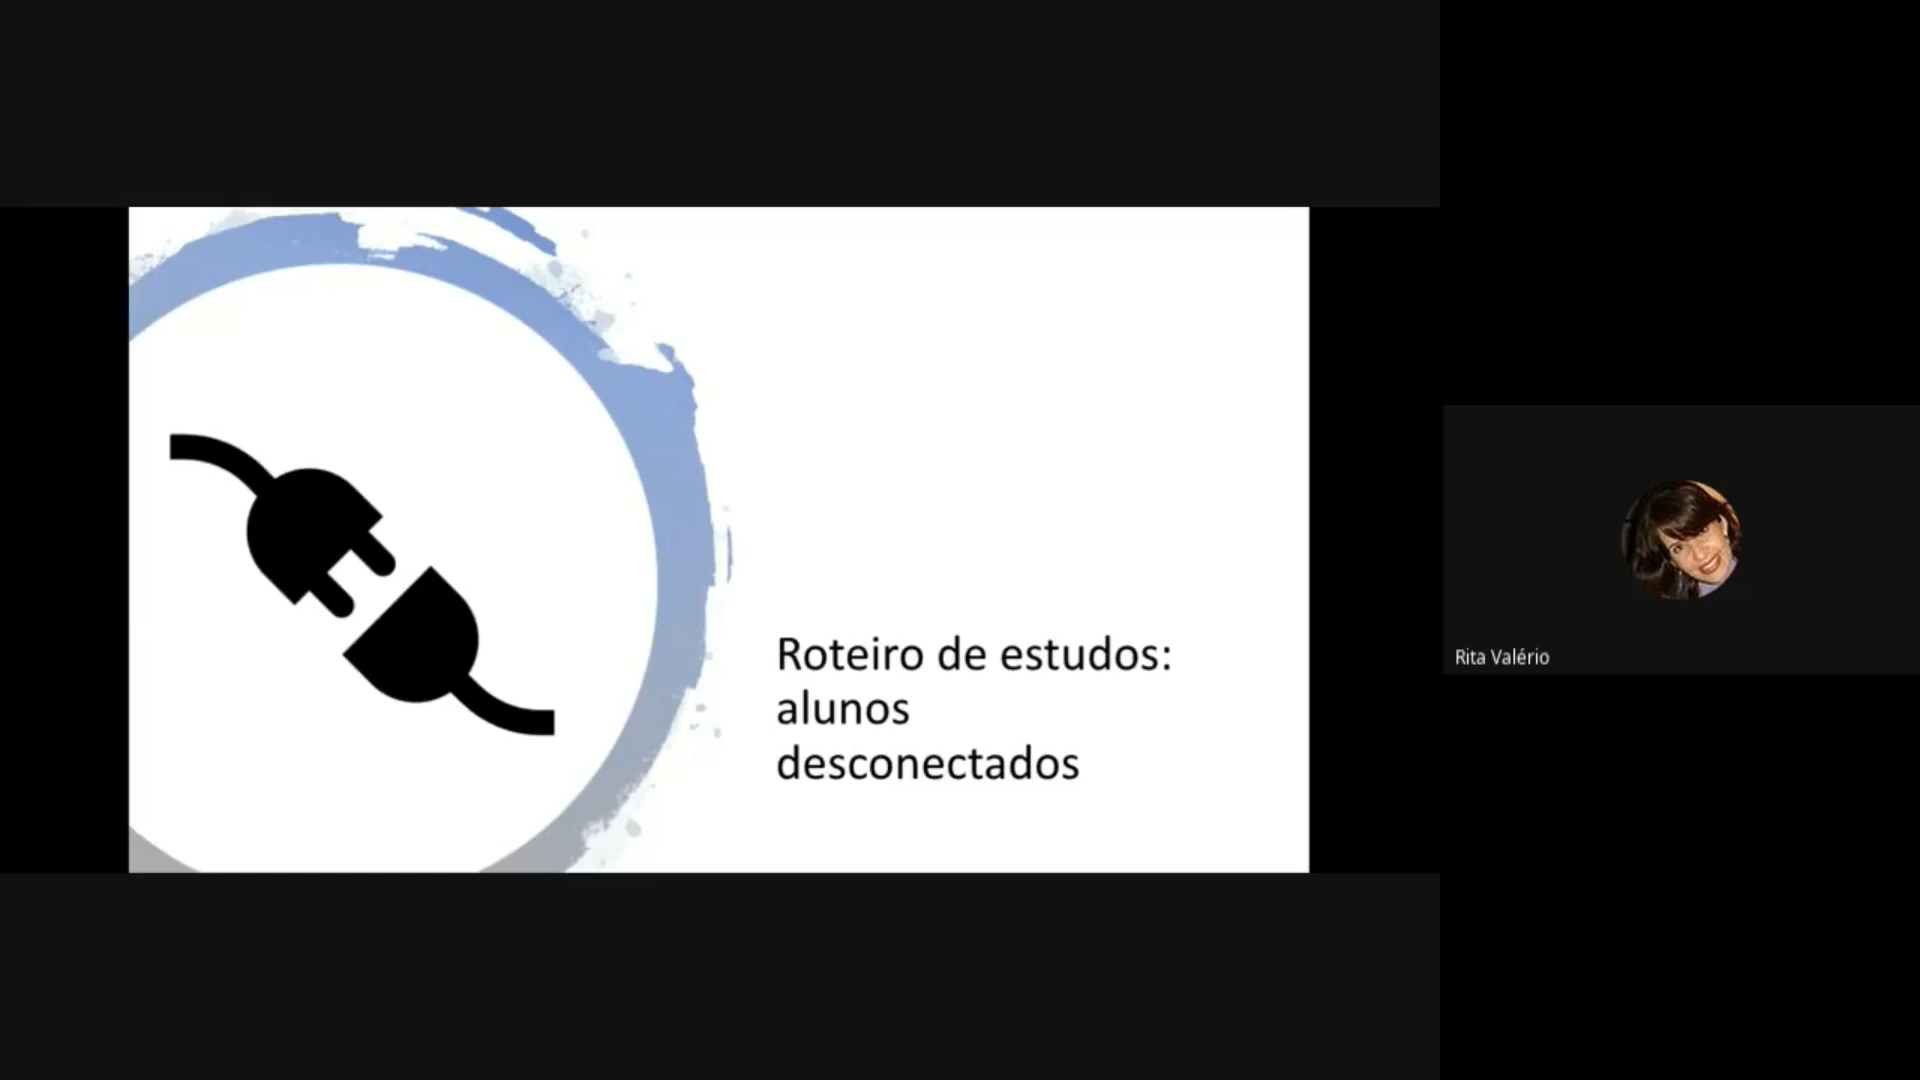 Roteiro de estudos:
alunos
desconectados
Rita Valério